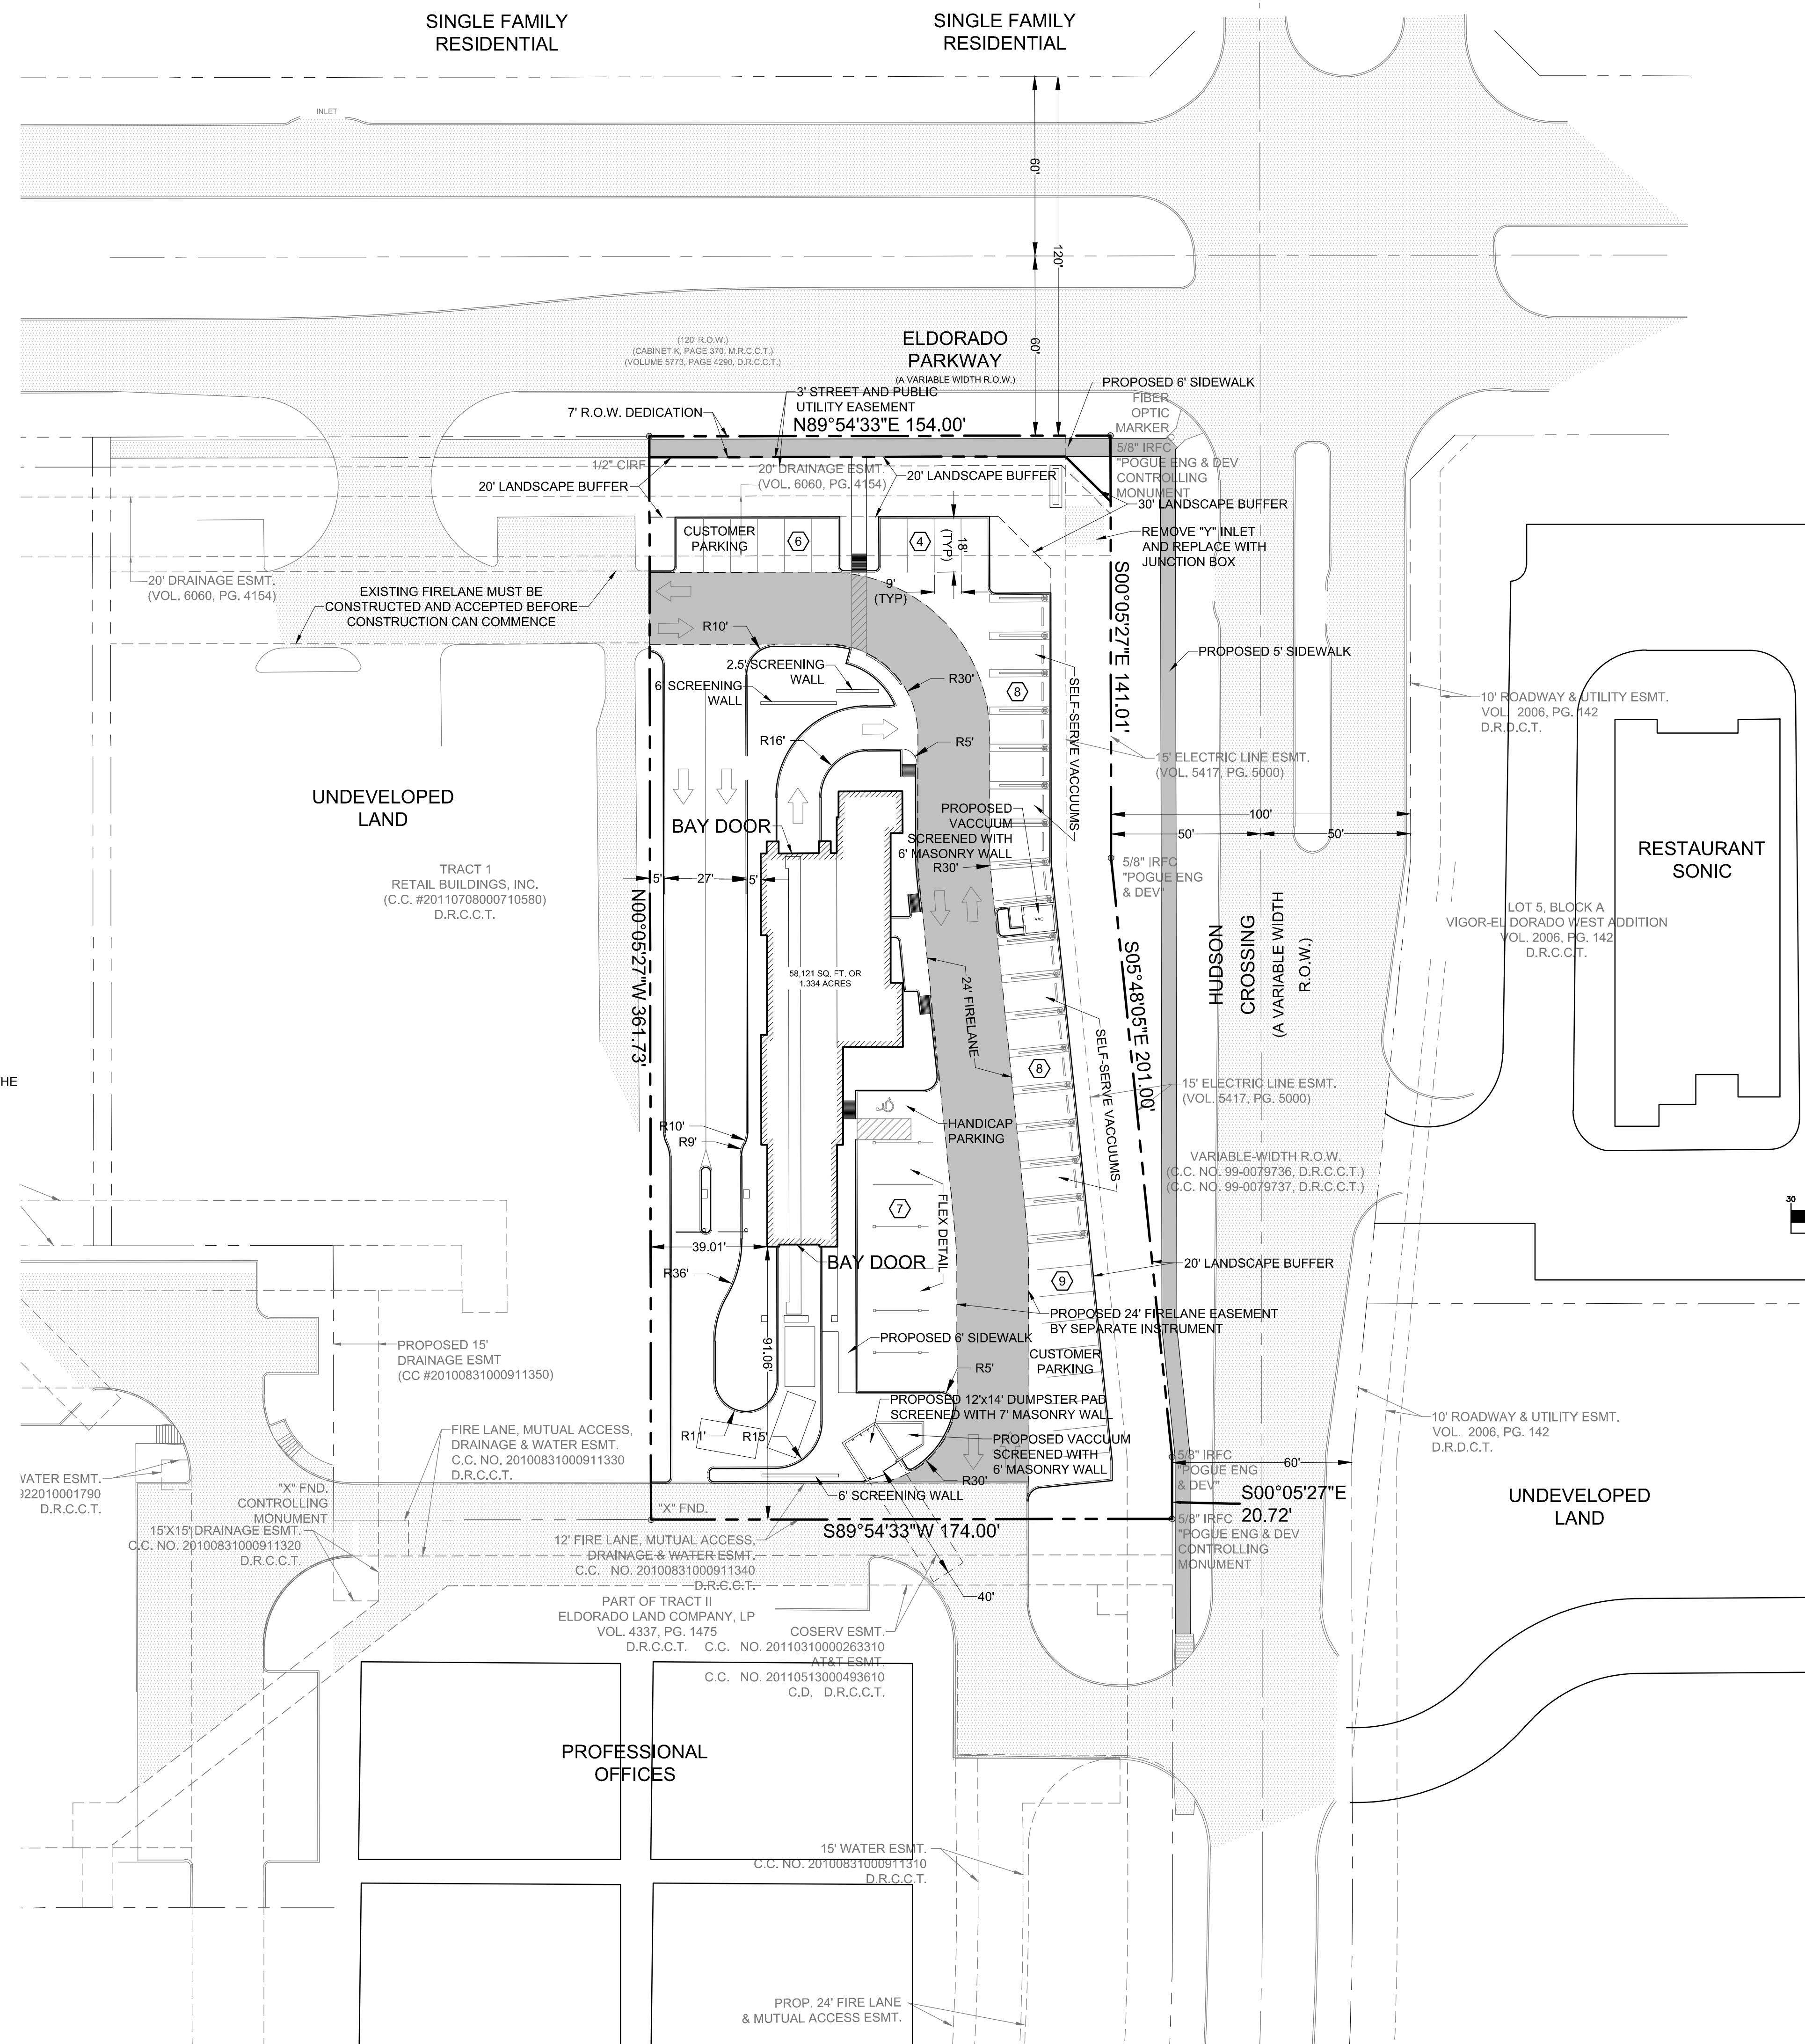 SINGLE FAMILY
RESIDENTIAL
SINGLE FAMILY
RESIDENTIAL
INLET
60'
120'
60'
(120' R.O.W.)
(CABINET K, PAGE 370, M.R.C.C.T.)
(VOLUME 5773, PAGE 4290, D.R.C.C.T.)
ELDORADO
PARKWAY
(A VARIABLE WIDTH R.O.W.)
3' STREET AND PUBLIC
UTILITY EASEMENT
7' R.O.W. DEDICATION
N89°54'33"E 154.00'
PROPOSED 6' SIDEWALK
FIBER
OPTIC
MARKER
5/8" IRFC
"POGUE ENG & DEV
CONTROLLING
MONUMENT
1/2" CIRF
20' LANDSCAPE BUFFER
20' DRAINAGE ESMT.
(VOL. 6060, PG. 4154)
20' LANDSCAPE BUFFER
30' LANDSCAPE BUFFER
REMOVE "Y" INLET
AND REPLACE WITH
JUNCTION BOX
CUSTOMER
PARKING
6
4
18'
(TYP)
9'
(TYP)
20' DRAINAGE ESMT.
(VOL. 6060, PG. 4154)
EXISTING FIRELANE MUST BE
CONSTRUCTED AND ACCEPTED BEFORE
CONSTRUCTION CAN COMMENCE
S00°05'27"E 141.01'
R10'
2.5' SCREENING
WALL
6' SCREENING
WALL
R30'
8
SELF-SERVE VACUUMS
PROPOSED 5' SIDEWALK
10' ROADWAY & UTILITY ESMT.
VOL. 2006, PG. 142
D.R.D.C.T.
R16'
R5'
15' ELECTRIC LINE ESMT.
(VOL. 5417, PG. 5000)
UNDEVELOPED
LAND
BAY DOOR
PROPOSED
VACCUUM
SCREENED WITH
6' MASONRY WALL
R30'
100'
50'
50'
5/8" IRFC
"POGUE ENG
& DEV"
RESTAURANT
SONIC
TRACT 1
RETAIL BUILDINGS, INC.
(C.C. #20110708000710580)
D.R.C.C.T.
5'
27'
5'
N00°05'27"W 361.73'
VAC
LOT 5, BLOCK A
VIGOR-EL DORADO WEST ADDITION
VOL. 2006, PG. 142
D.R.C.C.T.
HUDSON
CROSSING
(A VARIABLE WIDTH
R.O.W.)
58,121 SQ. FT. OR
1.334 ACRES
24' FIRELANE
S05°48'05"E 201.00'
8
SELF-SERVE VACUUMS
HE
15' ELECTRIC LINE ESMT.
(VOL. 5417, PG. 5000)
R10'
R9'
HANDICAP
PARKING
VARIABLE-WIDTH R.O.W.
(C.C. NO. 99-0079736, D.R.C.C.T.)
(C.C. NO. 99-0079737, D.R.C.C.T.)
30
7
FLEX DETAIL
39.01'
BAY DOOR
R36'
9
20' LANDSCAPE BUFFER
PROPOSED 24' FIRELANE EASEMENT
BY SEPARATE INSTRUMENT
PROPOSED 15'
DRAINAGE ESMT
(CC #20100831000911350)
91.06'
PROPOSED 6' SIDEWALK
CUSTOMER
PARKING
R5'
PROPOSED 12'x14' DUMPSTER PAD
SCREENED WITH 7' MASONRY WALL
10' ROADWAY & UTILITY ESMT.
VOL. 2006, PG. 142
D.R.D.C.T.
FIRE LANE, MUTUAL ACCESS,
DRAINAGE & WATER ESMT.
C.C. NO. 20100831000911330
D.R.C.C.T.
R11'
R15'
PROPOSED VACCUUM
SCREENED WITH
6' MASONRY WALL
R30'
5/8" IRFC
"POGUE ENG
& DEV"
60'
WATER ESMT.
922010001790
D.R.C.C.T.
"X" FND.
CONTROLLING
MONUMENT
"X" FND.
6' SCREENING WALL
S00°05'27"E
20.72'
UNDEVELOPED
LAND
15'X15' DRAINAGE ESMT.
C.C. NO. 20100831000911320
D.R.C.C.T.
S89°54'33"W 174.00'
5/8" IRFC
"POGUE ENG & DEV
CONTROLLING
MONUMENT
12' FIRE LANE, MUTUAL ACCESS,
DRAINAGE & WATER ESMT.
C.C. NO. 20100831000911340
D.R.C.C.T.
40'
PART OF TRACT II
ELDORADO LAND COMPANY, LP
VOL. 4337, PG. 1475
D.R.C.C.T.
COSERV ESMT.
C.C. NO. 20110310000263310
AT&T ESMT.
C.C. NO. 20110513000493610
C.D. D.R.C.C.T.
PROFESSIONAL
OFFICES
15' WATER ESMT.
C.C. NO. 20100831000911310
D.R.C.C.T.
PROP. 24' FIRE LANE
& MUTUAL ACCESS ESMT.